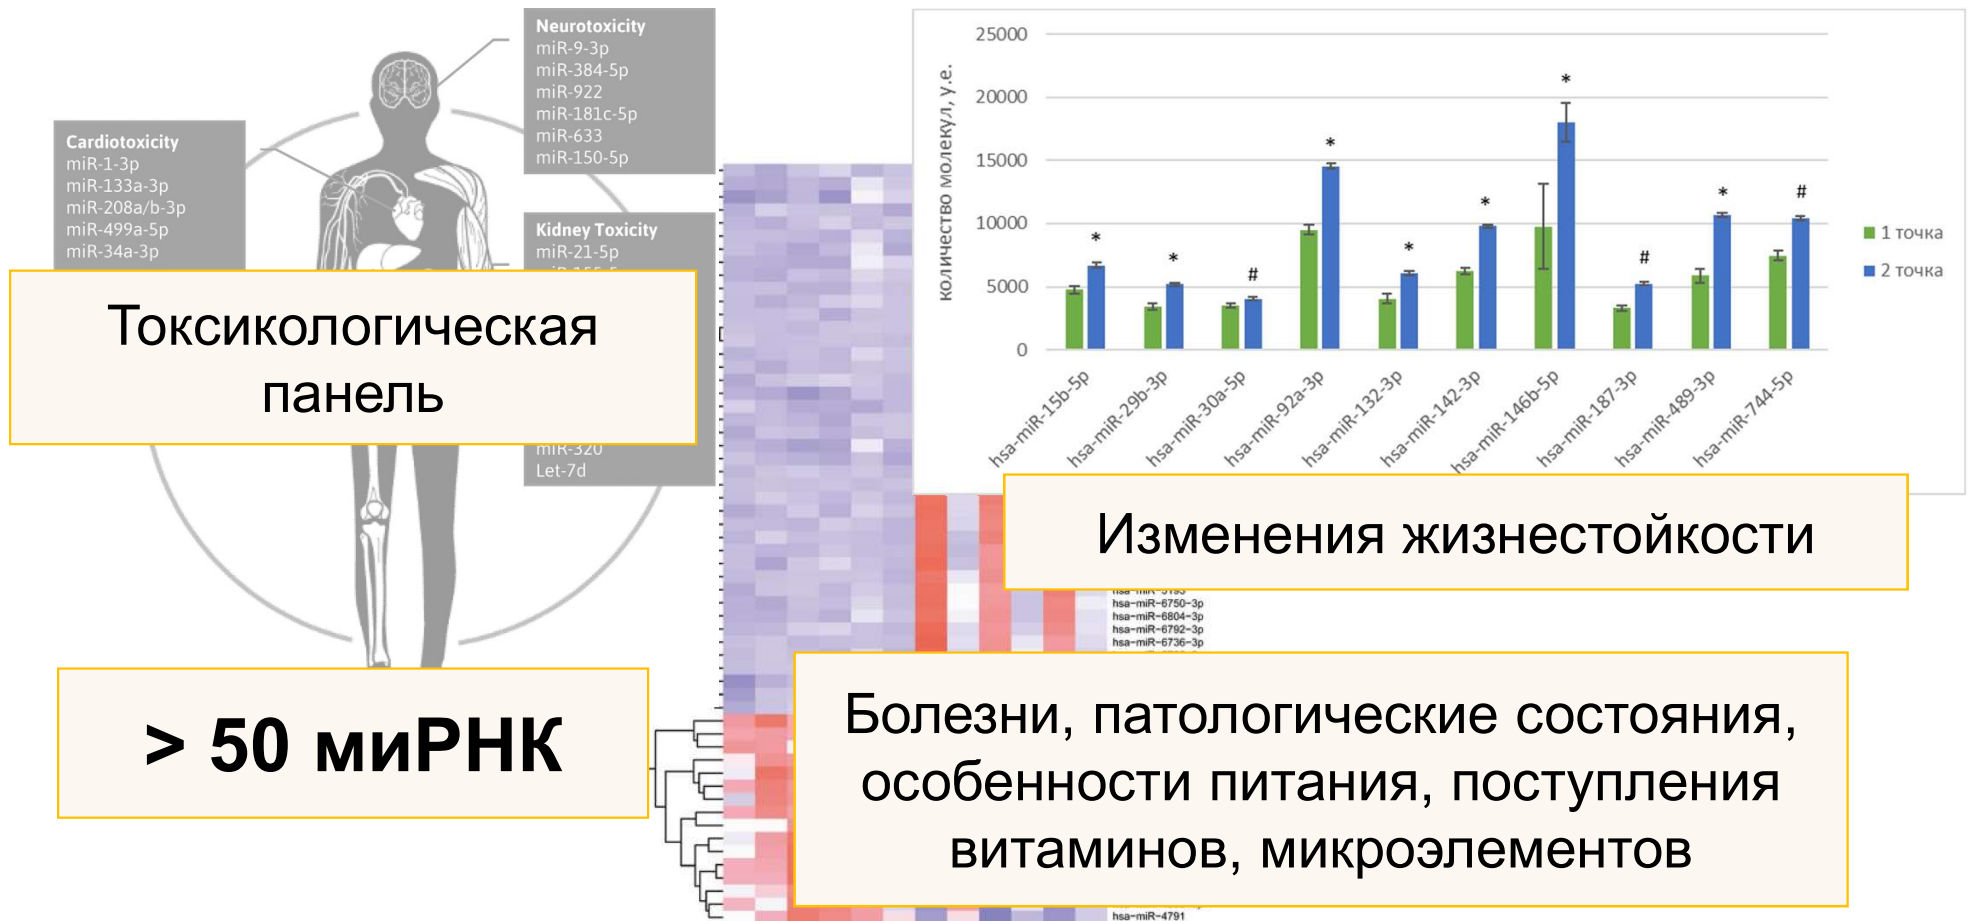 Neurotoxicity
miR-9-3p
miR-384-5p
miR-922
miR-181c-5p
miR-633
miR-150-5p
Cardiotoxicity
miR-1-3p
miR-133a-3p
miR-208a/b-3p
miR-499a-5p
miR-34a-3p
Kidney Toxicity
miR-21-5p
miR-320
Let-7d
Токсикологическая
панель
> 50 миРНК
количество молекул, у.е.
25000
20000
15000
10000
5000
0
*
*
#
*
*
*
*
#
*
#
hsa-miR-15b-5p
hsa-miR-29b-3p
hsa-miR-30a-5p
hsa-miR-92a-3p
hsa-miR-132-3p
hsa-miR-142-3p
hsa-miR-146b-5p
hsa-miR-187-3p
hsa-miR-489-3p
hsa-miR-744-5p
1 точка
2 точка
Изменения жизнестойкости
hsa-miR-6750-3p
hsa-miR-6804-3p
hsa-miR-6792-3p
hsa-miR-6736-3p
Болезни, патологические состояния,
особенности питания, поступления
витаминов, микроэлементов
hsa-miR-4791